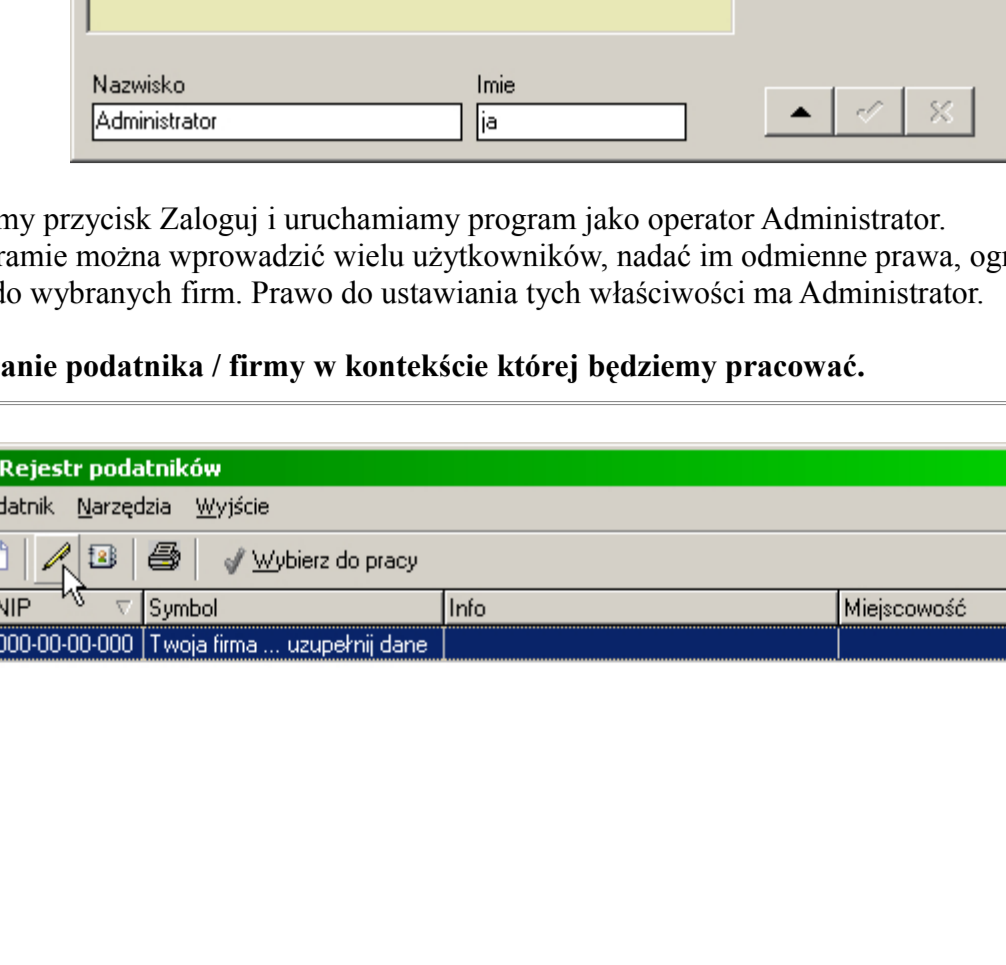 Nazwisko Imie
Administrator ja
my przycisk Zaloguj i uruchamiamy program jako operator Administrator.
ramie można wprowadzić wielu użytkowników, nadać im odmienne prawa, ogr
do wybranych firm. Prawo do ustawiania tych właściwości ma Administrator.
anie podatnika / firmy w kontekście której będziemy pracować.
Rejestr podatników
datnik Narzędzia Wyjście
Wybierz do pracy
NIP Symbol Info Miejscowość
000-00-00-000 Twoja firma ... uzupełnij dane